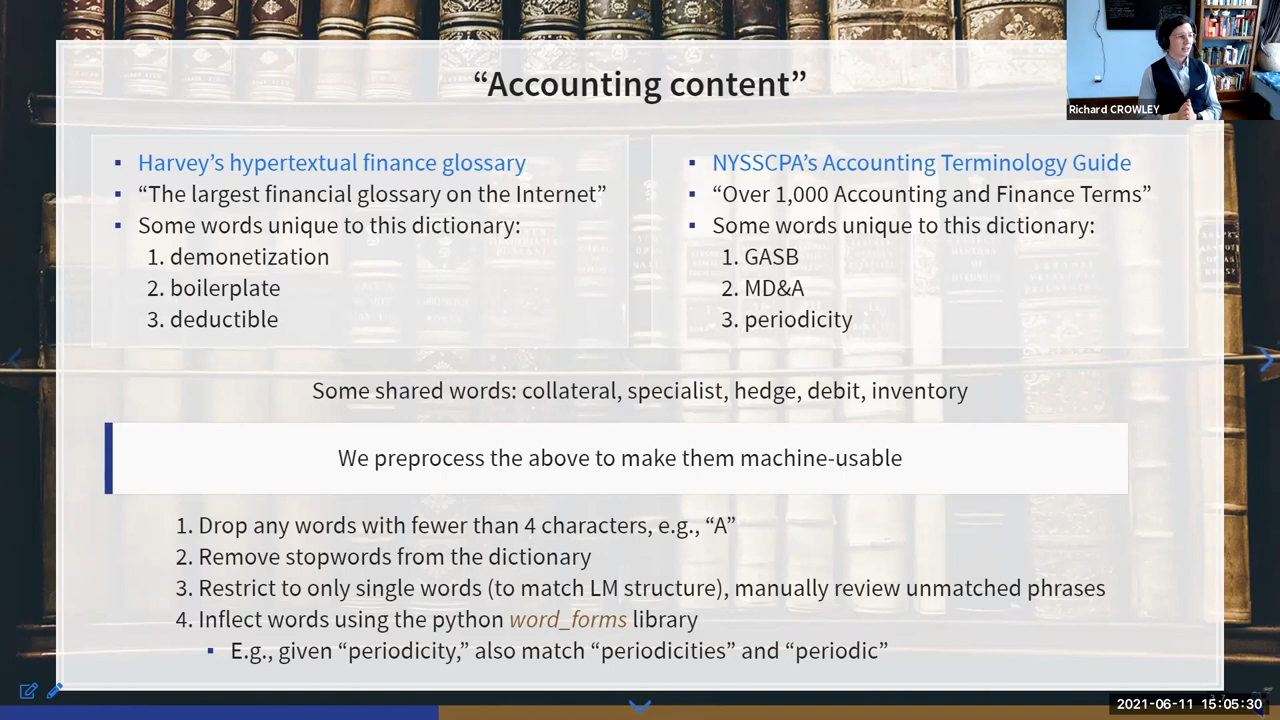 “Accounting content”
Richard CROWLEY
Harvey’s hypertextual finance glossary
“The largest financial glossary on the Internet”
Some words unique to this dictionary:
1. demonetization
2. boilerplate
3. deductible
NYSSCPA’s Accounting Terminology Guide
“Over 1,000 Accounting and Finance Terms”
Some words unique to this dictionary:
1. GASB
2. MD&A
3. periodicity
Some shared words: collateral, specialist, hedge, debit, inventory
We preprocess the above to make them machine-usable
1. Drop any words with fewer than 4 characters, e.g., “A”
2. Remove stopwords from the dictionary
3. Restrict to only single words (to match LM structure), manually review unmatched phrases
4. Inflect words using the python word_forms library
E.g., given “periodicity,” also match “periodicities” and “periodic”
2021-06-11 15:05:30